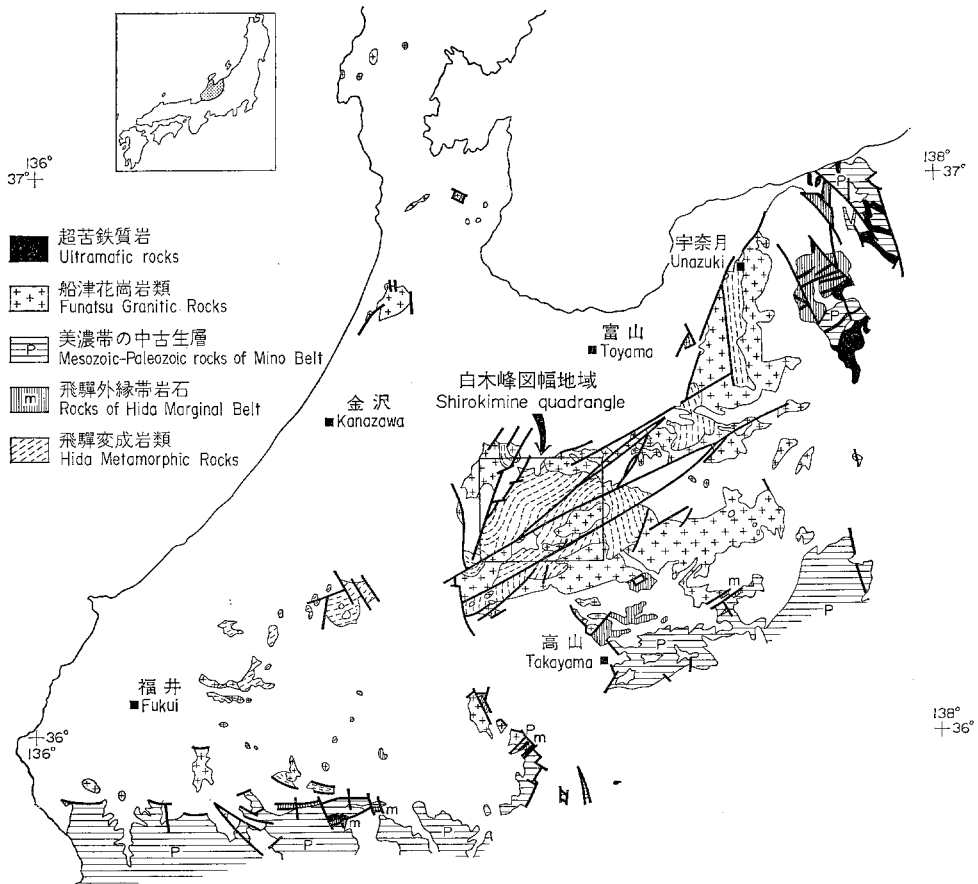 136°
37°
138°
37°
超苦鉄質岩
Ultramafic rocks
船津花崗岩類
Funatsu Granitic Rocks
P
美濃帯の中古生層
Mesozoic-Paleozoic rocks of Mino Belt
m
飛驒外縁帯岩石
Rocks of Hida Marginal Belt
飛驒変成岩類
Hida Metamorphic Rocks
P
宇奈月
Unazuki
P
富山
Toyama
白木峰図幅地域
Shirokimine quadrangle
金沢
Kanazawa
m
P
高山
Takayama
P
福井
Fukui
138°
36°
36°
136°
P
m
m
m
P
P
P